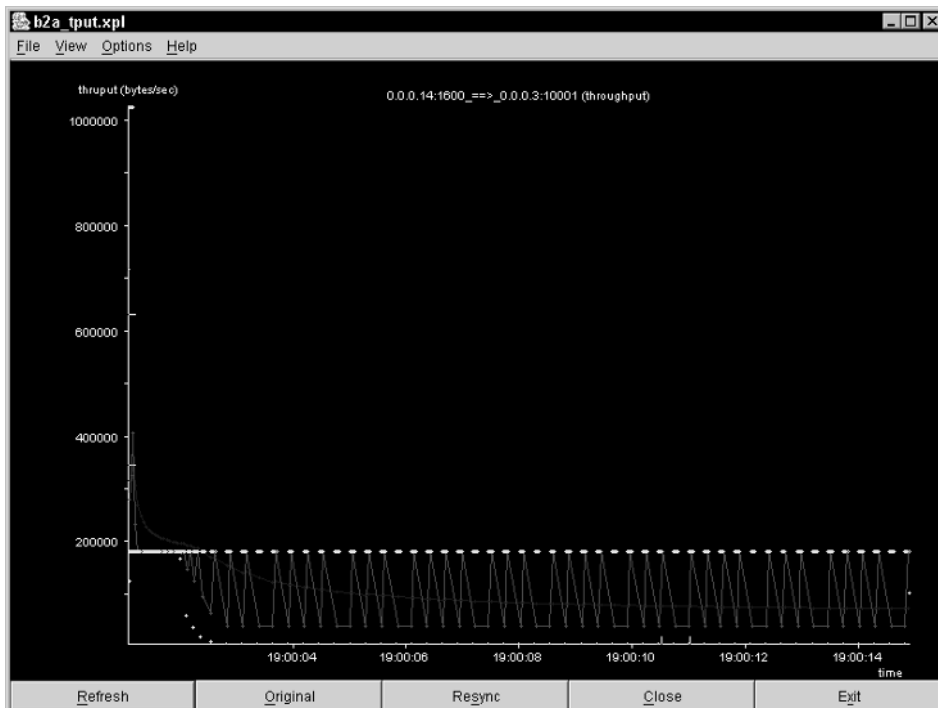 b2a_tput.xpl
File View Options Help
thruput (bytes/sec)
0.0.0.14:1600_==>_0.0.0.3:10001 (throughput)
1000000
800000
600000
400000
200000
19:00:04 19:00:06 19:00:08 19:00:10 19:00:12 19:00:14
time
Refresh Original Resync Close Exit